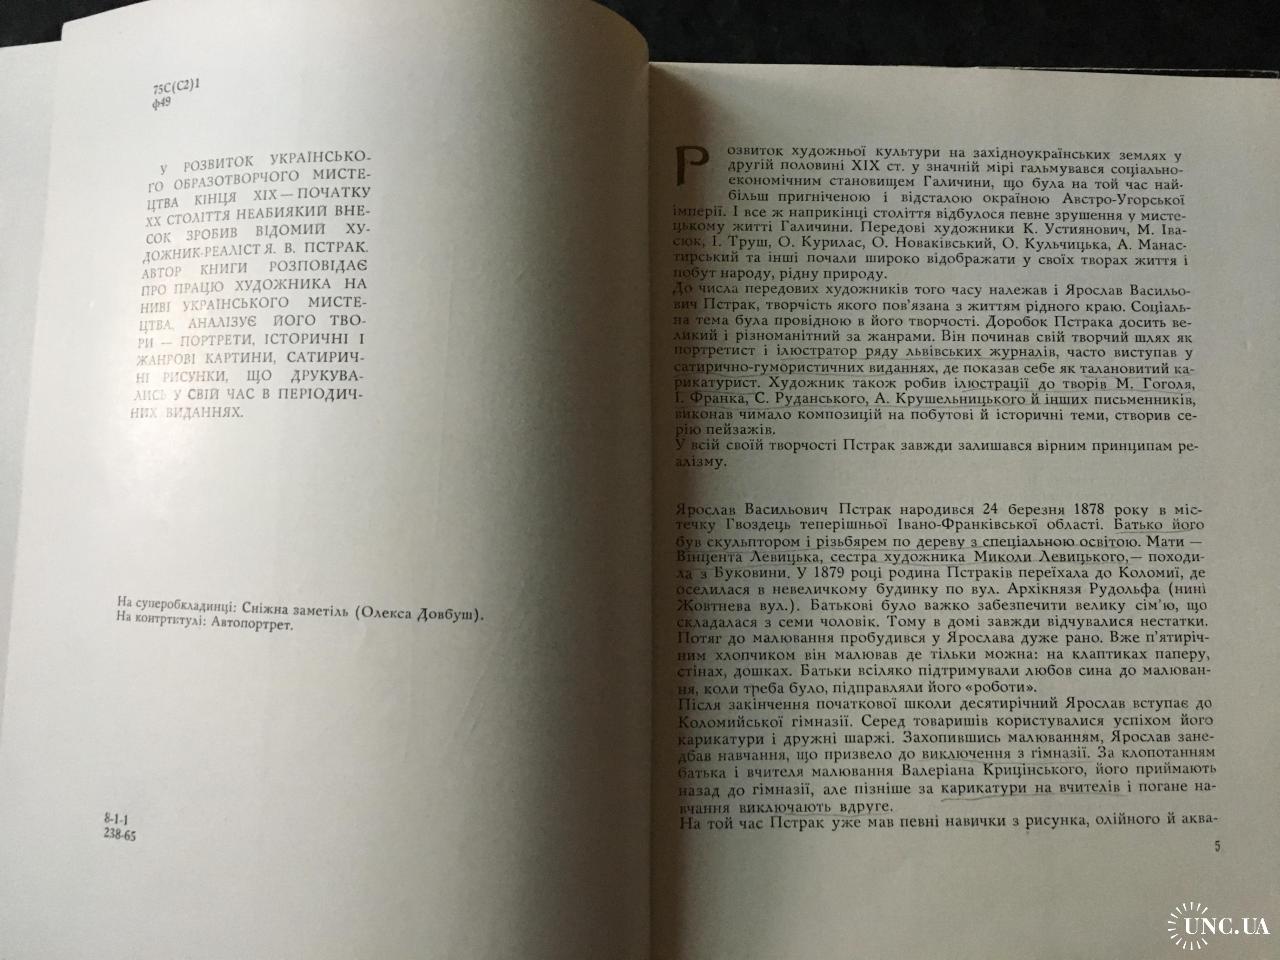 75С(С2)1
ф49
У РОЗВИТОК УКРАЇНСЬКО-
ГО ОБРАЗОТВОРЧОГО МИСТЕ-
ЦТВА КІНЦЯ XIX — ПОЧАТКУ
XX СТОЛІТТЯ НЕАБИЯКИЙ ВНЕ-
СОК ЗРОБИВ ВІДОМИЙ ХУ-
ДОЖНИК-РЕАЛІСТ Я. В. ПСТРАК.
АВТОР КНИГИ РОЗПОВІДАЄ
ПРО ПРАЦЮ ХУДОЖНИКА НА
НИВІ УКРАЇНСЬКОГО МИСТЕ-
ЦТВА, АНАЛІЗУЄ ЙОГО ТВО-
РИ — ПОРТРЕТИ, ІСТОРИЧНІ І
ЖАНРОВІ КАРТИНИ, САТИРИЧ-
НІ РИСУНКИ, ЩО ДРУКУВА-
ЛИСЬ У СВІЙ ЧАС В ПЕРІОДИЧ-
НИХ ВИДАННЯХ.
На суперобкладинці: Сніжна заметіль (Олекса Довбуш).
На контртктулі: Автопортрет.
8-1-1
238-65
Розвиток художньої культури на західноукраїнських землях у
другій половині XIX ст. у значній мірі гальмувався соціально-
економічним становищем Галичини, що була на той час най-
більш пригніченою і відсталою окраїною Австро-Угорської
імперії. І все ж наприкінці століття відбулося певне зрушення у мисте-
цькому житті Галичини. Передові художники К. Устиянович, М. Іва-
сюк, І. Труш, О. Курилас, О. Новаківський, О. Кульчицька, А. Манас-
тирський та інші почали широко відображати у своїх творах життя і
побут народу, рідну природу.
До числа передових художників того часу належав і Ярослав Васильо-
вич Пстрак, творчість якого пов'язана з життям рідного краю. Соціаль-
на тема була провідною в його творчості. Доробок Пстрака досить ве-
ликий і різноманітний за жанрами. Він починав свій творчий шлях як
портретист і ілюстратор ряду львівських журналів, часто виступав у
сатирично-гумористичних виданнях, де показав себе як талановитий ка-
рикатурист. Художник також робив ілюстрації до творів М. Гоголя,
І. Франка, С. Руданського, А. Крушельницького й інших письменників,
виконав чимало композицій на побутові й історичні теми, створив се-
рію пейзажів.
У всій своїй творчості Пстрак завжди залишався вірним принципам ре-
алізму.
Ярослав Васильович Пстрак народився 24 березня 1878 року в міс-
течку Гвоздець теперішньої Івано-Франківської області. Батько його
був скульптором і різьбярем по дереву з спеціальною освітою. Мати —
Вінцента Левицька, сестра художника Миколи Левицького,— походи-
ла з Буковини. У 1879 році родина Пстраків переїхала до Коломиї, де
оселилася в невеличкому будинку по вул. Архікнязя Рудольфа (нині
Жовтнева вул.). Батькові було важко забезпечити велику сім'ю, що
складалася з семи чоловік. Тому в домі завжди відчувалися нестатки.
Потяг до малювання пробудився у Ярослава дуже рано. Вже п'ятиріч-
ним хлопчиком він малював де тільки можна: на клаптиках паперу,
стінах, дошках. Батьки всіляко підтримували любов сина до малюван-
ня, коли треба було, підправляли його «роботи».
Після закінчення початкової школи десятирічний Ярослав вступає до
Коломийської гімназії. Серед товаришів користувалися успіхом його
карикатури і дружні шаржі. Захопившись малюванням, Ярослав зане-
дбав навчання, що призвело до виключення з гімназії. За клопотанням
батька і вчителя малювання Валеріана Крицінського, його приймають
назад до гімназії, але пізніше за карикатури на вчителів і погане на-
вчання виключають вдруге.
На той час Пстрак уже мав певні навички з рисунка, олійного й аква-
5
UNC.UA